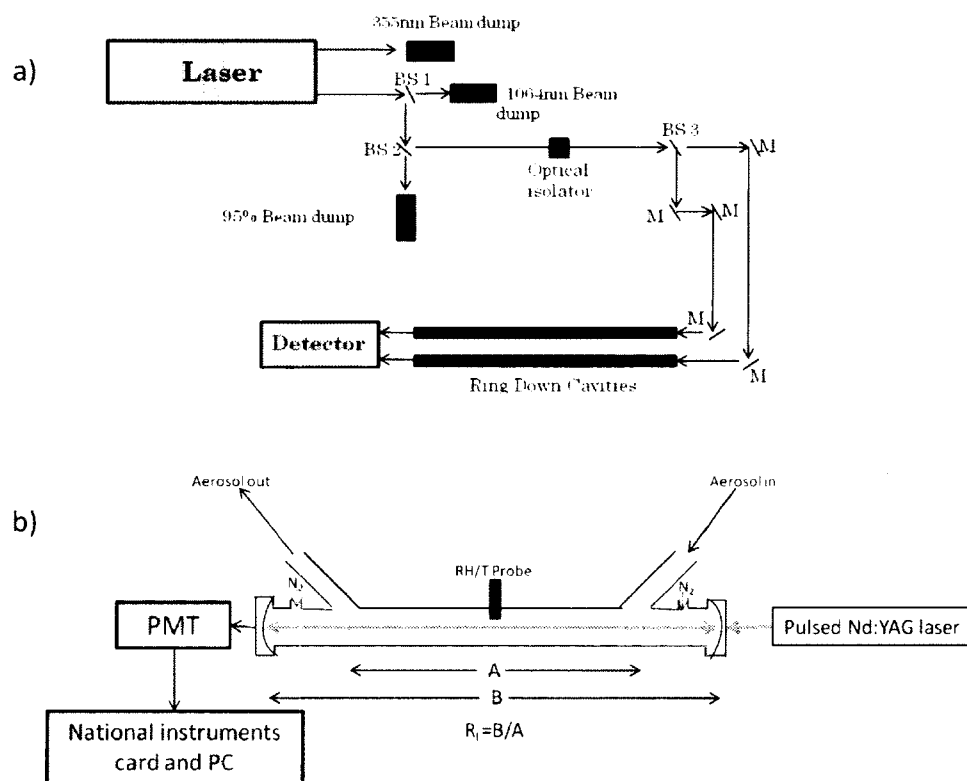 a)
355nm Beam dump
Laser
BS 1
1064nm Beam
dump
BS 2
BS 3
M
Optical
isolator
M
M
95% Beam dump
M
Detector
M
Ring Down Cavities
b)
Aerosol out
Aerosol in
RH/T Probe
N2
N2
PMT
Pulsed Nd:YAG laser
A
B
National instruments
card and PC
Rl=B/A